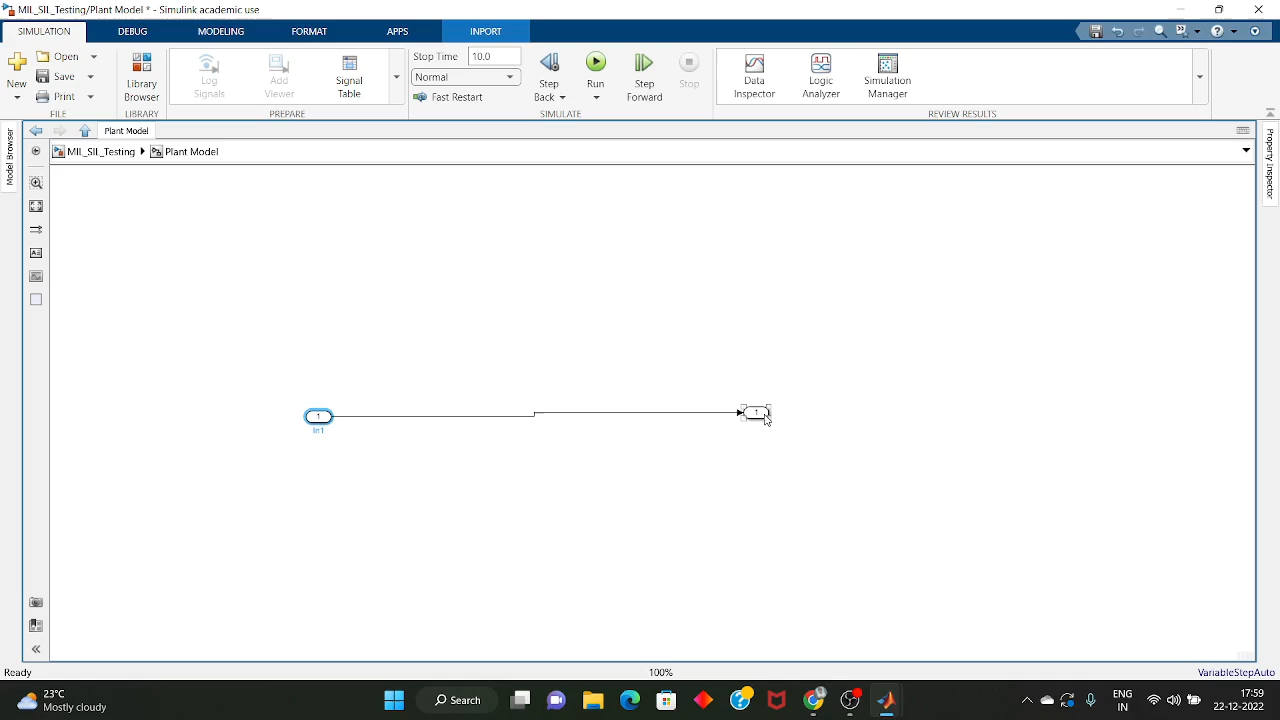 MIL_SIL_Testing/Plant Model * - Simulink academic use
SIMULATION DEBUG MODELING FORMAT APPS INPORT
New
Open
Save
Print
FILE
Library Browser
LIBRARY
Log Signals
Add Viewer
Signal Table
PREPARE
Stop Time 10.0
Normal
Fast Restart
Step Back
Run
Step Forward
Stop
SIMULATE
Data Inspector
Logic Analyzer
Simulation Manager
REVIEW RESULTS
Model Browser
Plant Model
MIL_SIL_Testing Plant Model
Property Inspector
1
In1
1
Ready 100% VariableStepAuto
23°C
Mostly cloudy
Search
ENG
IN
17:59
22-12-2022